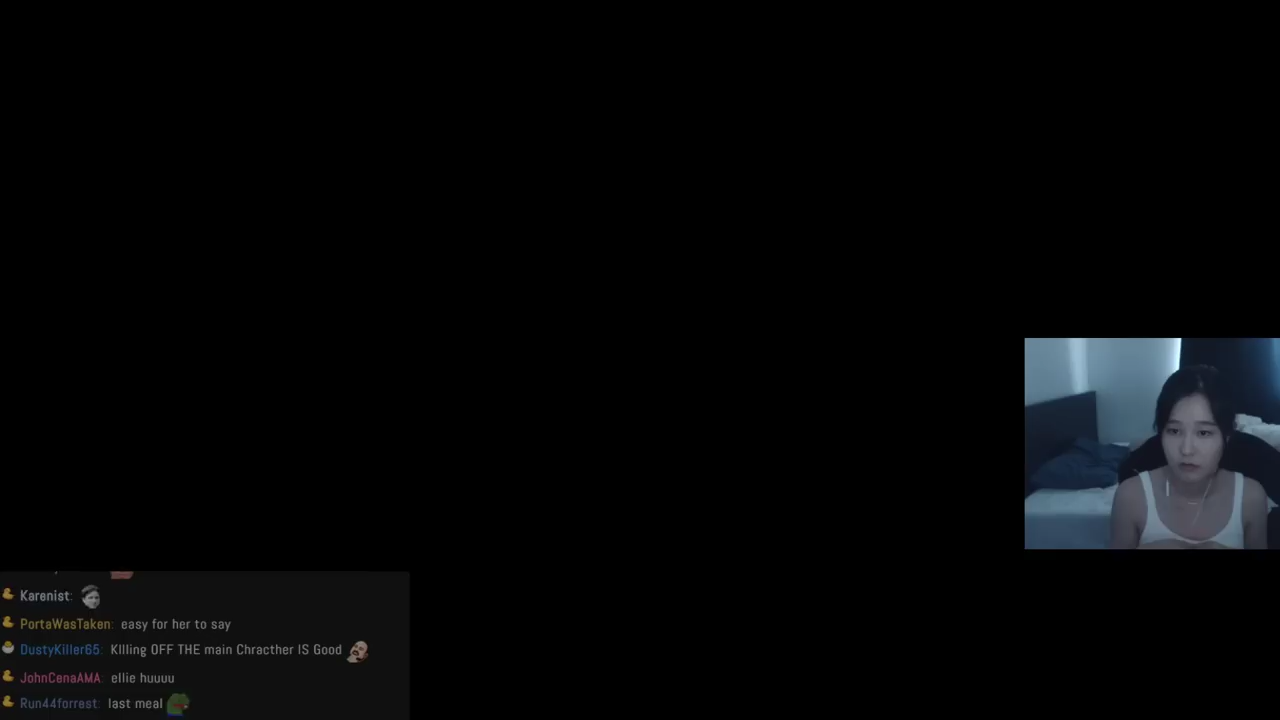 Karenist:
PortaWasTaken: easy for her to say
DustyKiller65: KIlling OFF THE main Chracther IS Good
JohnCenaAMA: ellie huuuu
Run44forrest: last meal